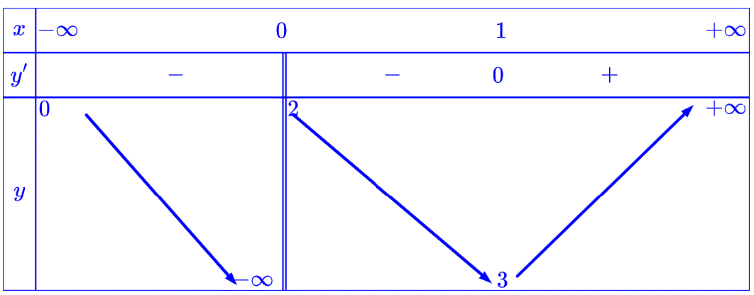 x −∞ 0 1 +∞
y′ − − 0 +
0 2 +∞
y
−∞ 3